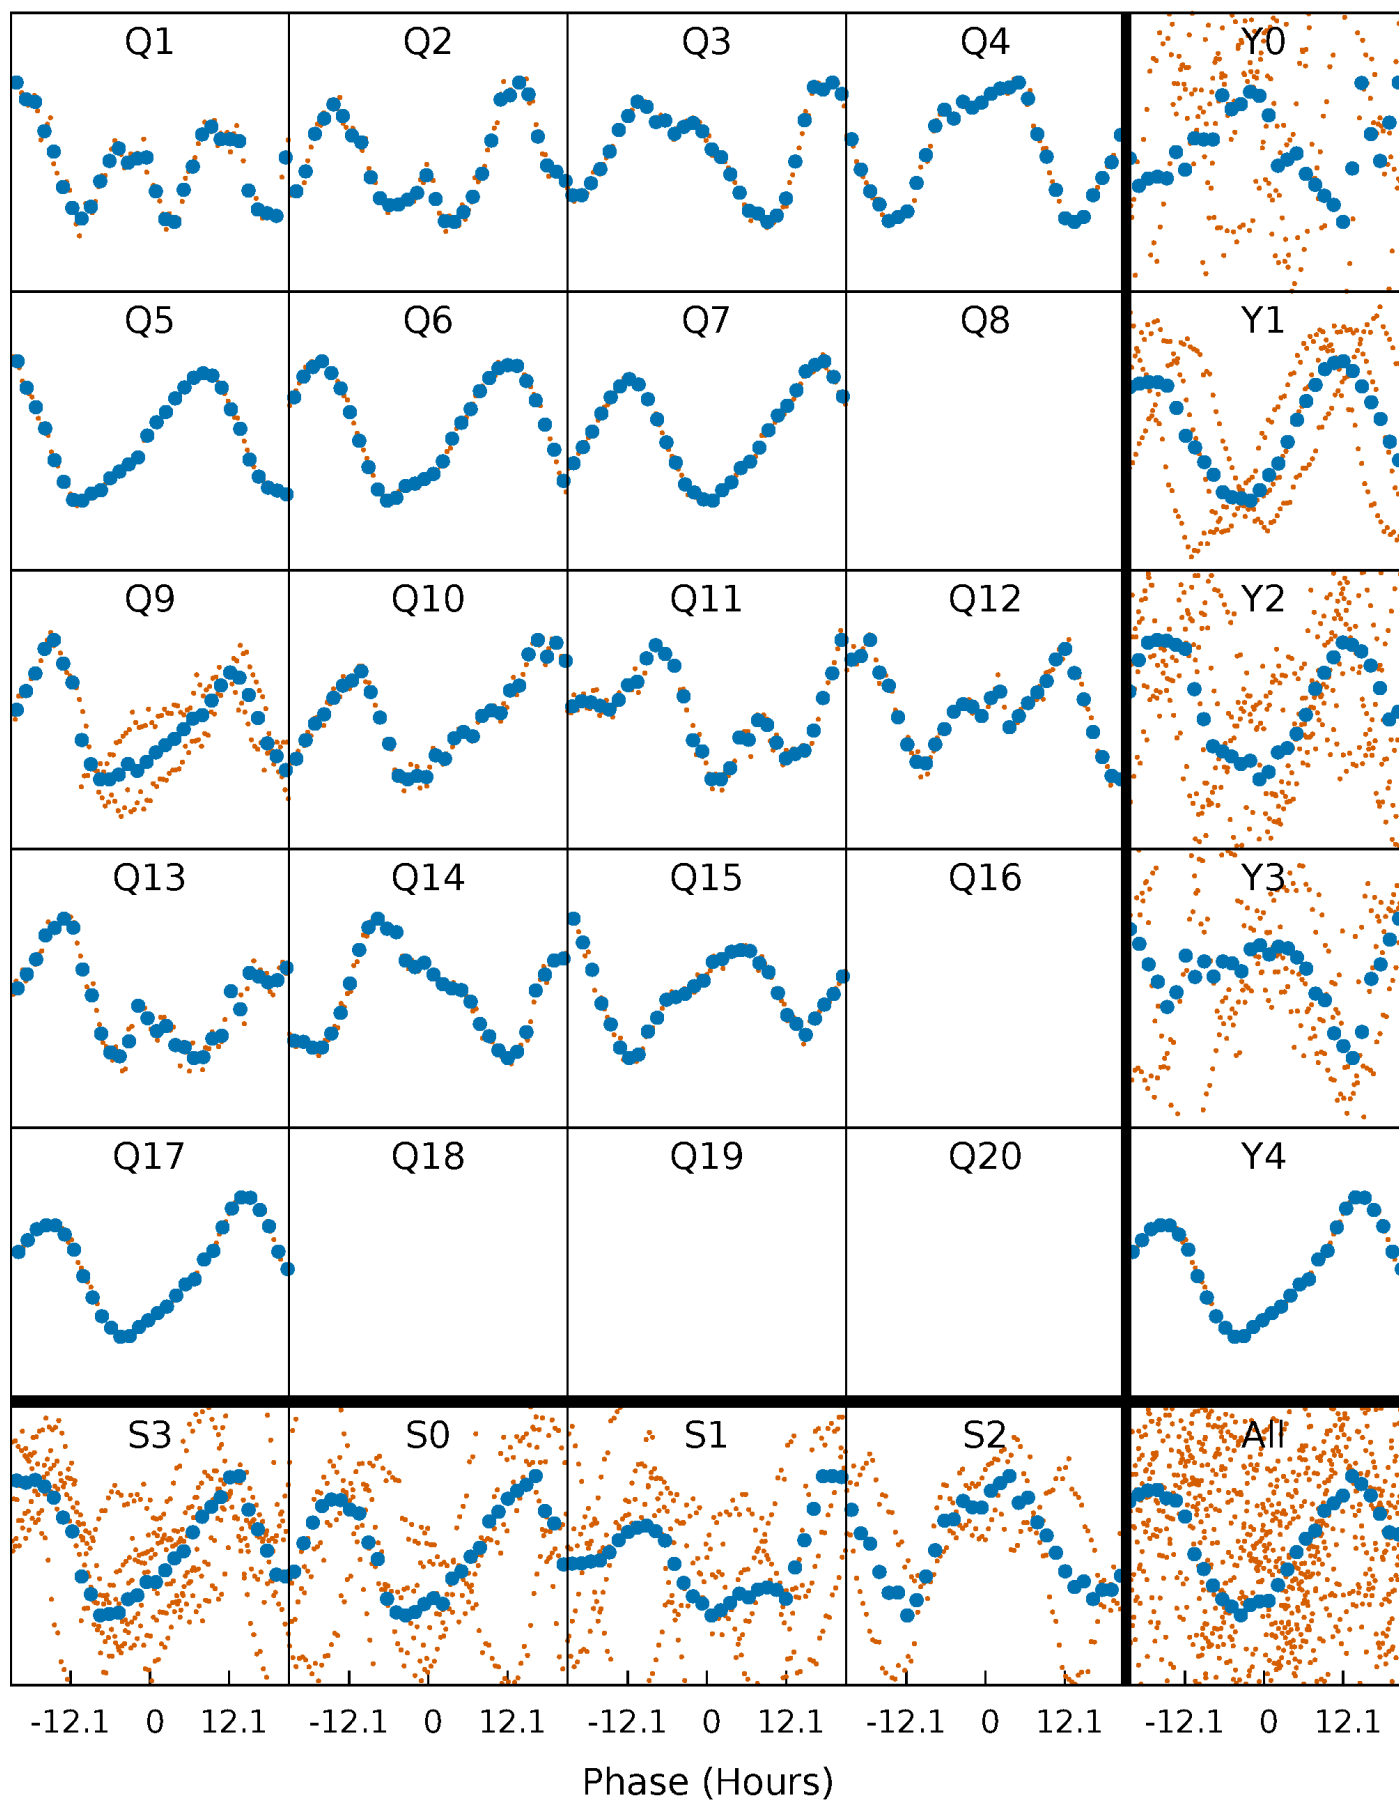 Q1 Q2 Q3 Q4 Y0
Q5 Q6 Q7 Q8 Y1
Q9 Q10 Q11 Q12 Y2
Q13 Q14 Q15 Q16 Y3
Q17 Q18 Q19 Q20 Y4
S3 S0 S1 S2 All
-12.1 0 12.1 -12.1 0 12.1 -12.1 0 12.1 -12.1 0 12.1 -12.1 0 12.1
Phase (Hours)